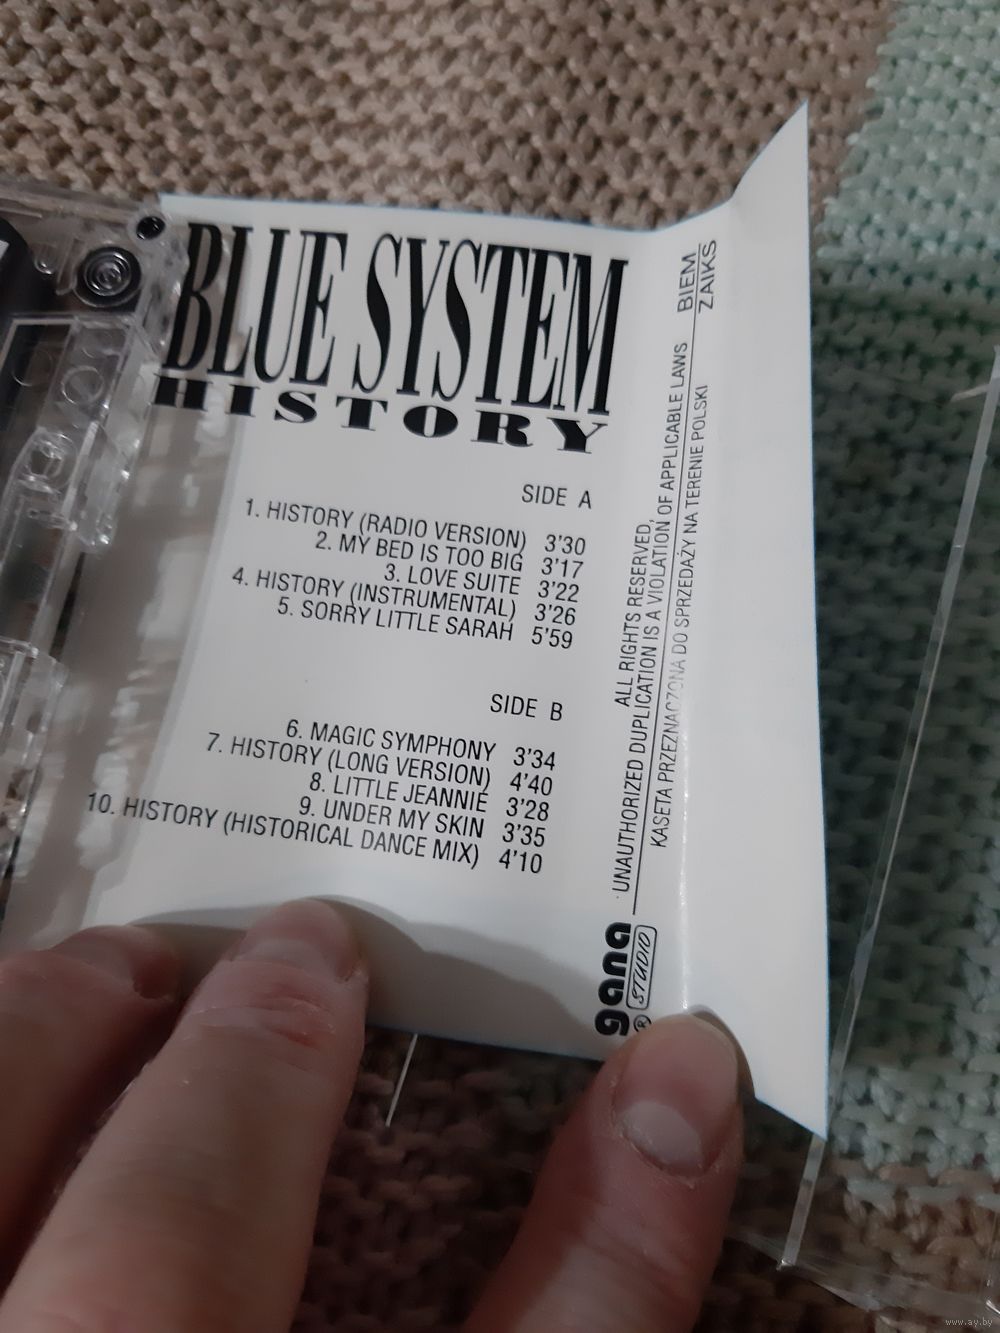 BLUE SYSTEM
HISTORY
SIDE A
1. HISTORY (RADIO VERSION) 3'30
2. MY BED IS TOO BIG 3'17
3. LOVE SUITE 3'22
4. HISTORY (INSTRUMENTAL) 3'26
5. SORRY LITTLE SARAH 5'59
SIDE B
6. MAGIC SYMPHONY 3'34
7. HISTORY (LONG VERSION) 4'40
8. LITTLE JEANNIE 3'28
9. UNDER MY SKIN 3'35
10. HISTORY (HISTORICAL DANCE MIX) 4'10
gana
® STUDIO
ALL RIGHTS RESERVED,
UNAUTHORIZED DUPLICATION IS A VIOLATION OF APPLICABLE LAWS
KASETA PRZEZNACZONA DO SPRZEDAŻY NA TERENIE POLSKI
BIEM
ZAIKS
www.ay.by